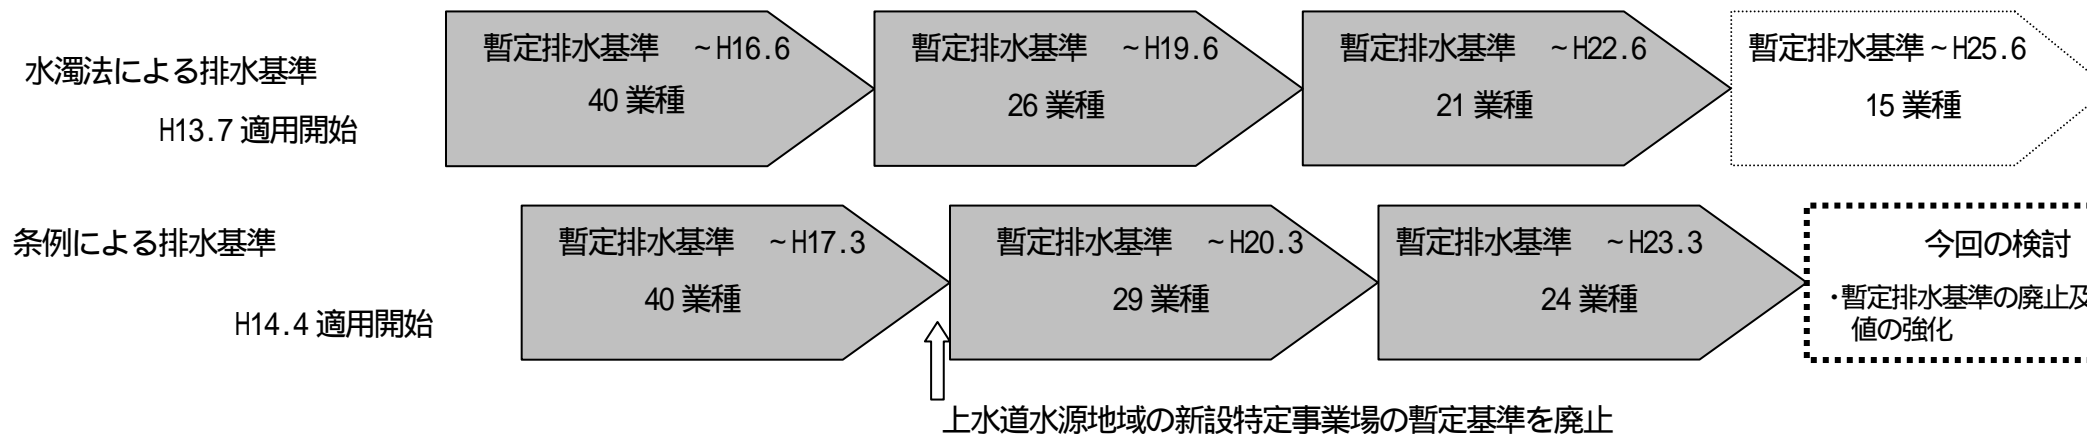 水濁法による排水基準
H13.7 適用開始
暫定排水基準 ~H16.6
40 業種
暫定排水基準 ~H19.6
26 業種
暫定排水基準 ~H22.6
21 業種
暫定排水基準~H25.6
15 業種
条例による排水基準
H14.4 適用開始
暫定排水基準 ~H17.3
40 業種
暫定排水基準 ~H20.3
29 業種
暫定排水基準 ~H23.3
24 業種
今回の検討
・暫定排水基準の廃止及
値の強化
上水道水源地域の新設特定事業場の暫定基準を廃止